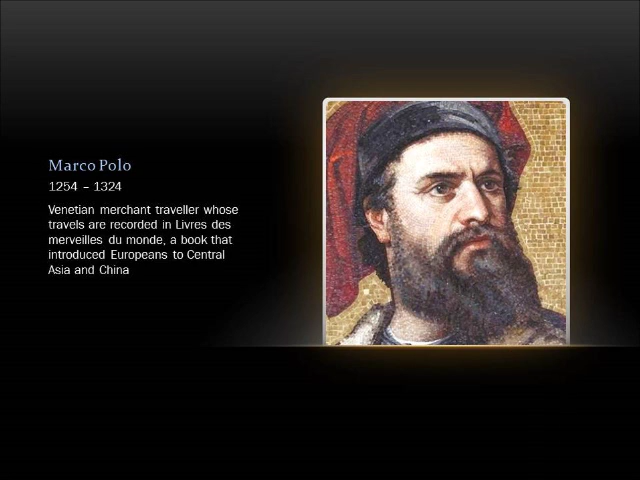 Marco Polo
1254 – 1324
Venetian merchant traveller whose
travels are recorded in Livres des
merveilles du monde, a book that
introduced Europeans to Central
Asia and China